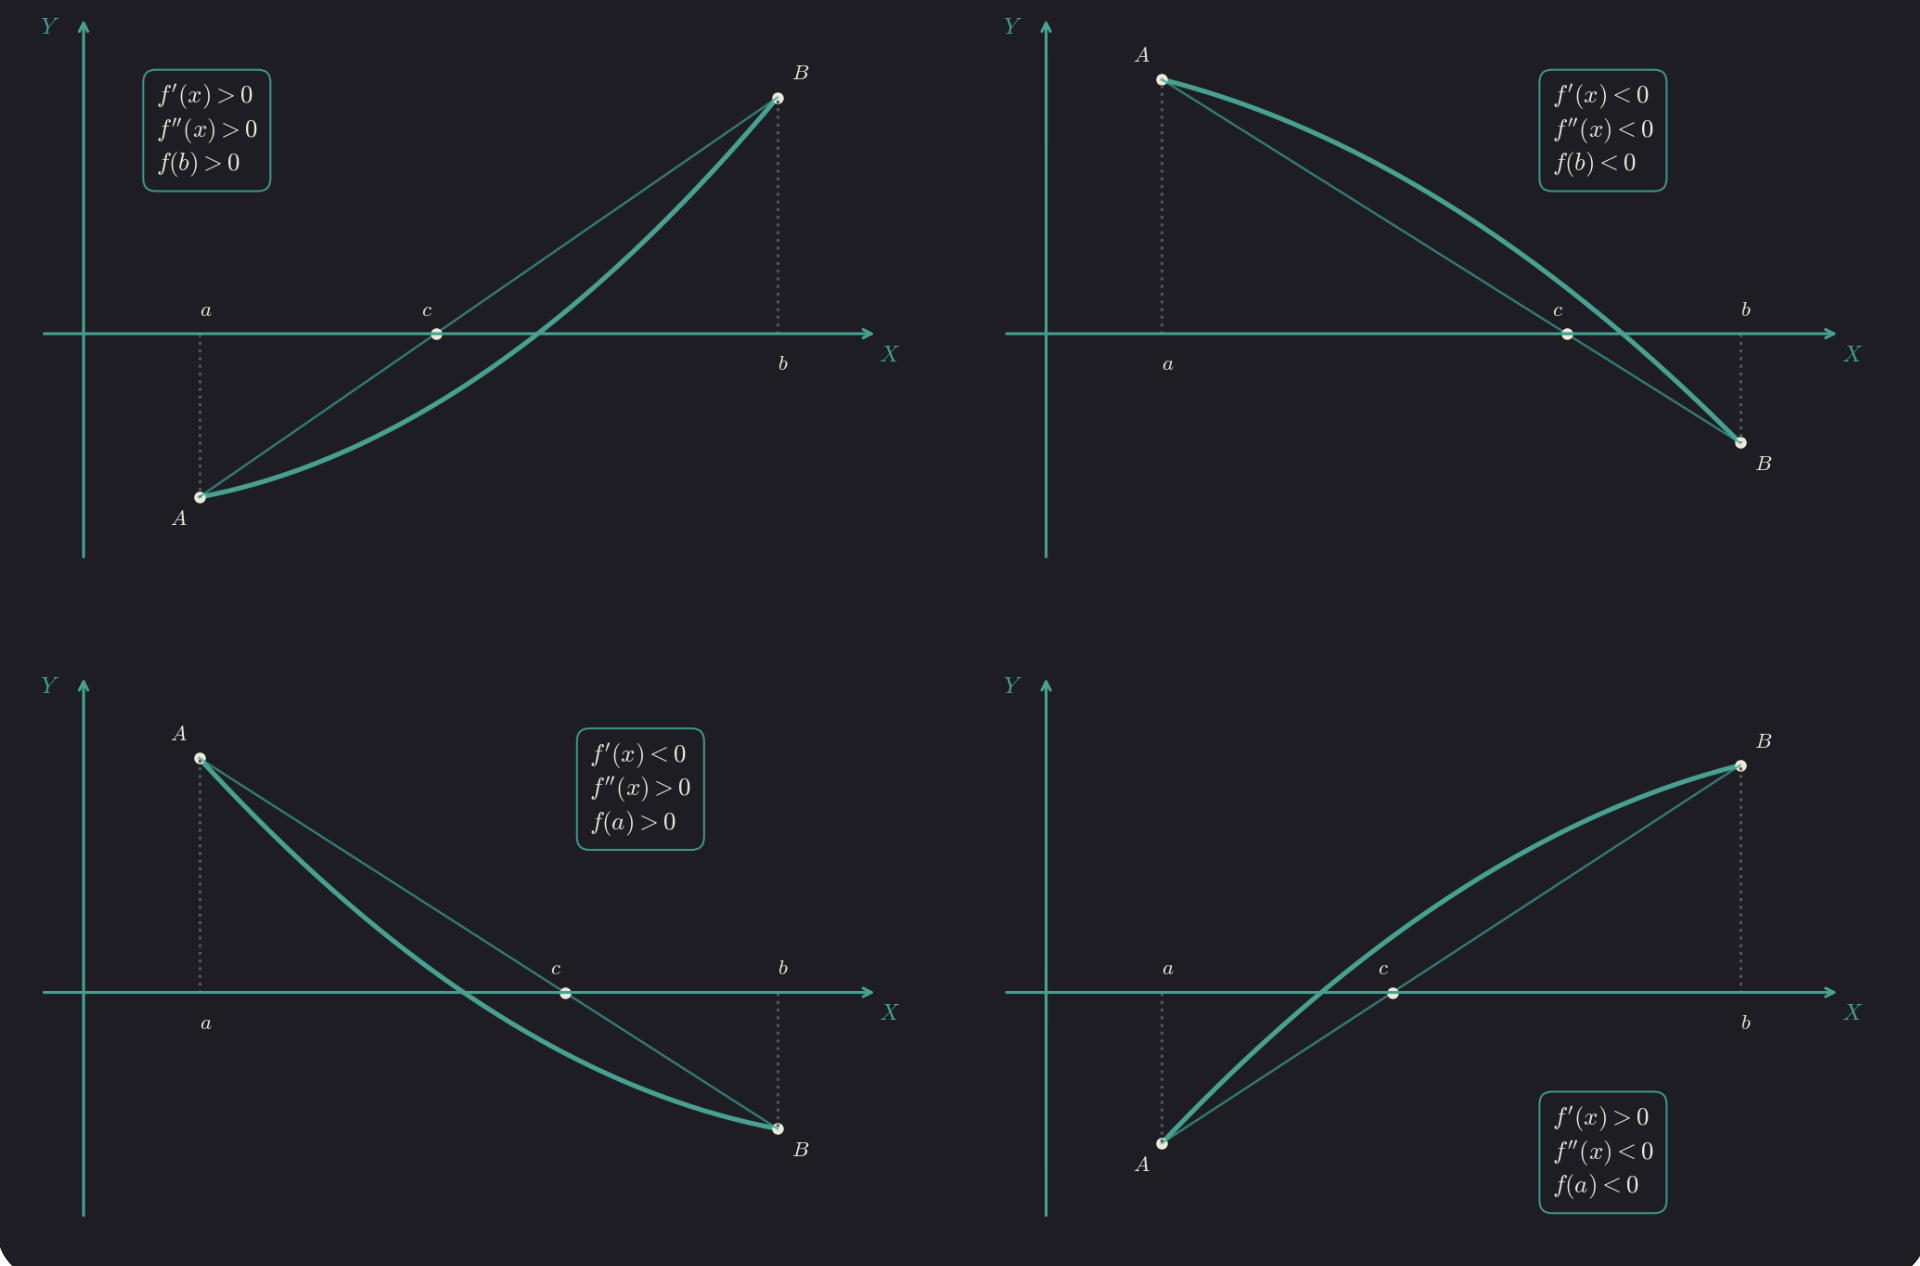 Y
B
f′(x) > 0
f″(x) > 0
f(b) > 0
a
c
X
b
A
Y
A
f′(x) < 0
f″(x) < 0
f(b) < 0
c
b
X
a
B
Y
A
f′(x) < 0
f″(x) > 0
f(a) > 0
c
b
X
a
B
Y
B
a
c
X
b
A
f′(x) > 0
f″(x) < 0
f(a) < 0